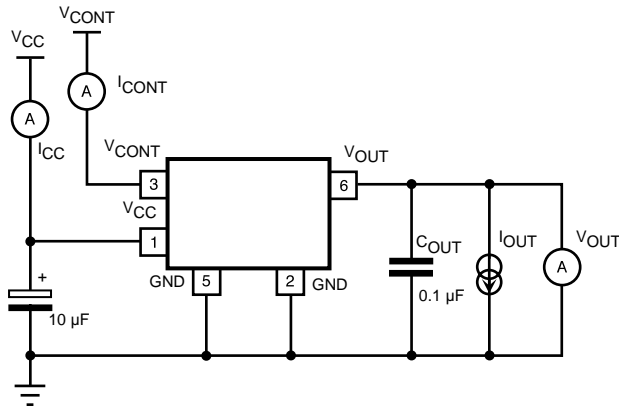 VCONT
VCC
A
ICONT
A
ICC
VCONT
VOUT
3
6
VCC
1
COUT
IOUT
VOUT
A
+
GND
5
2
GND
0.1 µF
10 µF